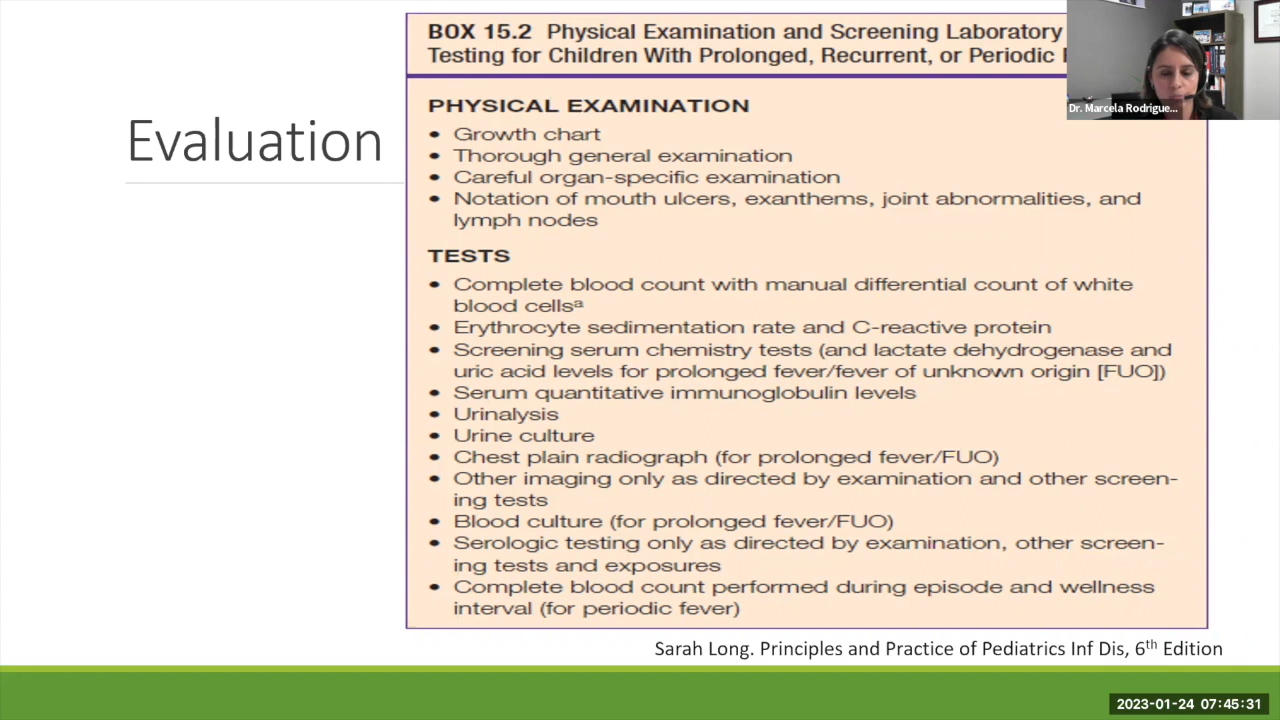 Evaluation
BOX 15.2 Physical Examination and Screening Laboratory
Testing for Children With Prolonged, Recurrent, or Periodic
PHYSICAL EXAMINATION
• Growth chart
• Thorough general examination
• Careful organ-specific examination
• Notation of mouth ulcers, exanthems, joint abnormalities, and
lymph nodes
TESTS
• Complete blood count with manual differential count of white
blood cellsᵃ
• Erythrocyte sedimentation rate and C-reactive protein
• Screening serum chemistry tests (and lactate dehydrogenase and
uric acid levels for prolonged fever/fever of unknown origin [FUO])
• Serum quantitative immunoglobulin levels
• Urinalysis
• Urine culture
• Chest plain radiograph (for prolonged fever/FUO)
• Other imaging only as directed by examination and other screen-
ing tests
• Blood culture (for prolonged fever/FUO)
• Serologic testing only as directed by examination, other screen-
ing tests and exposures
• Complete blood count performed during episode and wellness
interval (for periodic fever)
Sarah Long. Principles and Practice of Pediatrics Inf Dis, 6th Edition
Dr. Marcela Rodrigue...
2023-01-24 07:45:31